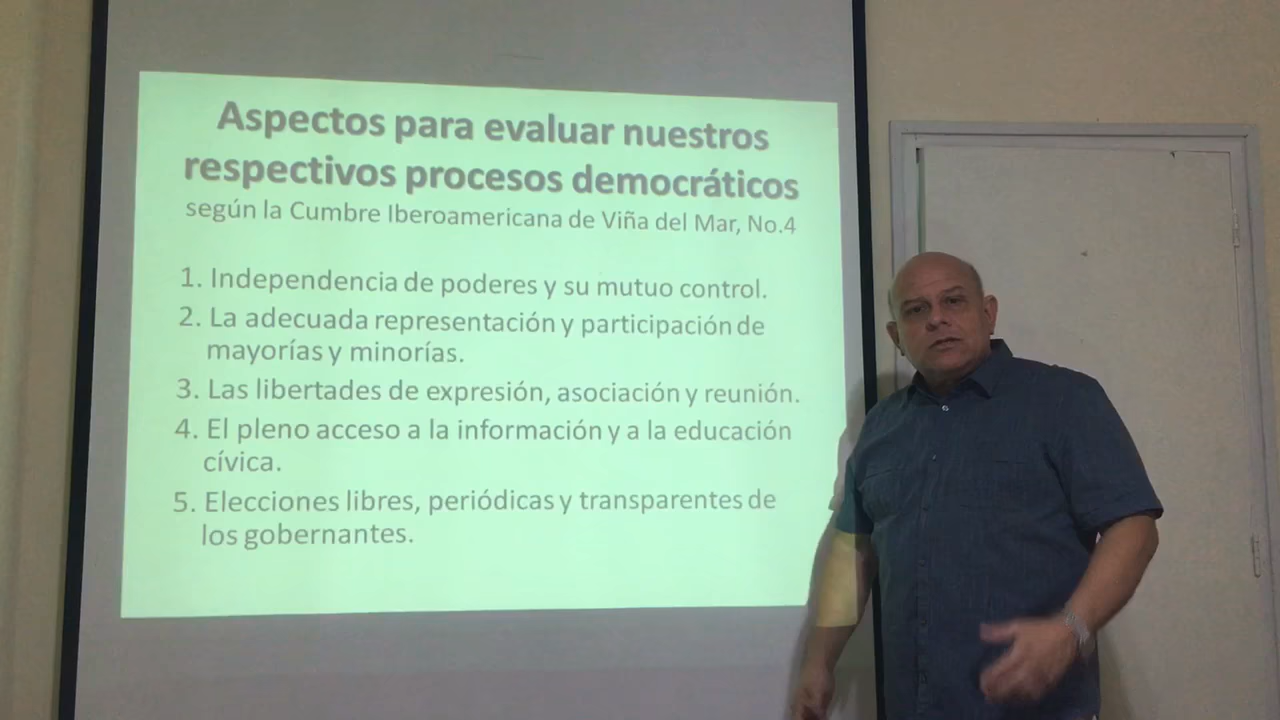 Aspectos para evaluar nuestros
respectivos procesos democráticos
según la Cumbre Iberoamericana de Viña del Mar, No.4
1. Independencia de poderes y su mutuo control.
2. La adecuada representación y participación de
mayorías y minorías.
3. Las libertades de expresión, asociación y reunión.
4. El pleno acceso a la información y a la educación
cívica.
5. Elecciones libres, periódicas y transparentes de
los gobernantes.